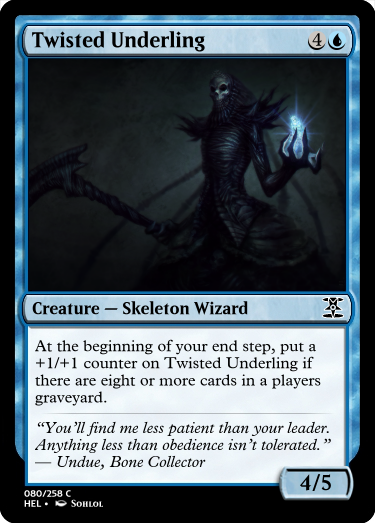 Twisted Underling 4
Creature — Skeleton Wizard
At the beginning of your end step, put a
+1/+1 counter on Twisted Underling if
there are eight or more cards in a players
graveyard.
“You’ll find me less patient than your leader.
Anything less than obedience isn’t tolerated.”
— Undue, Bone Collector
4/5
080/258 C
HEL • Sohlol